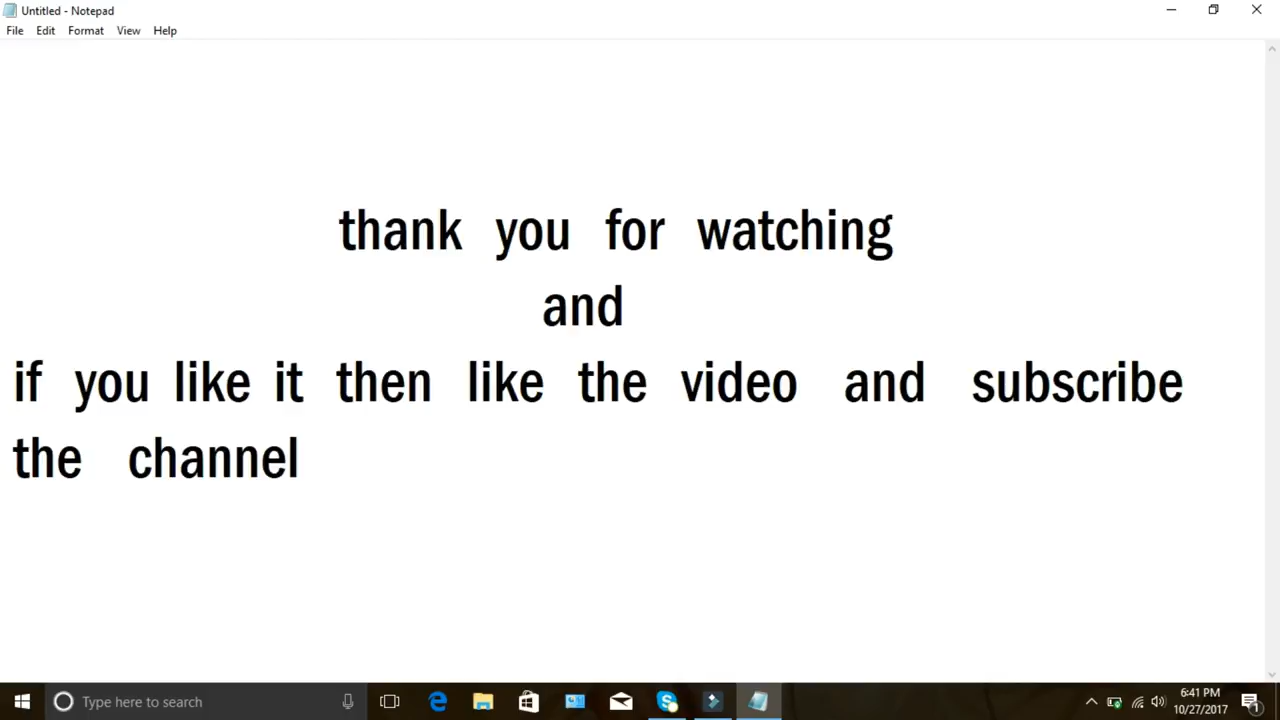 Untitled - Notepad
File Edit Format View Help
thank you for watching
and
if you like it then like the video and subscribe
the channel
Type here to search
6:41 PM
10/27/2017
1